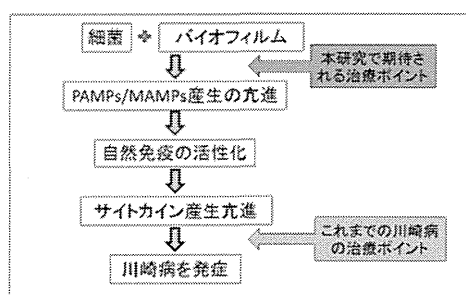 細菌 + バイオフィルム
本研究で期待さ
れる治療ポイント
PAMPs/MAMPs産生の亢進
自然免疫の活性化
サイトカイン産生亢進
これまでの川崎病
の治療ポイント
川崎病を発症